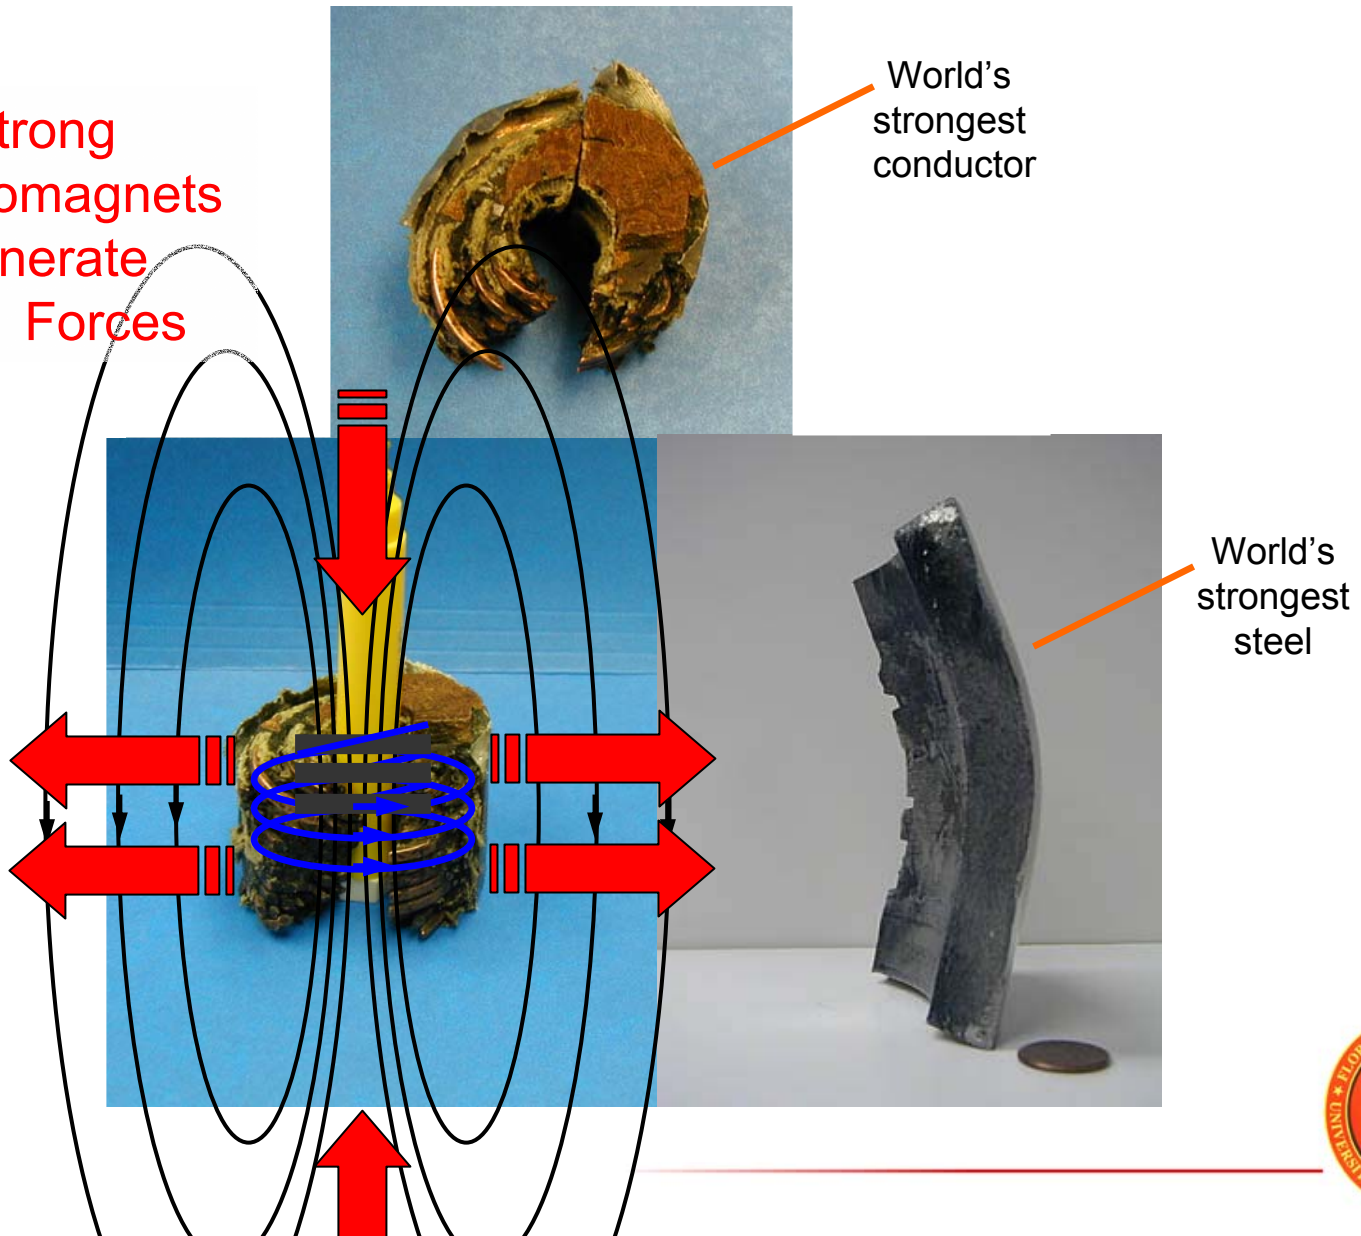 trong
omagnets
nerate
Forces
World's
strongest
conductor
World's
strongest
steel